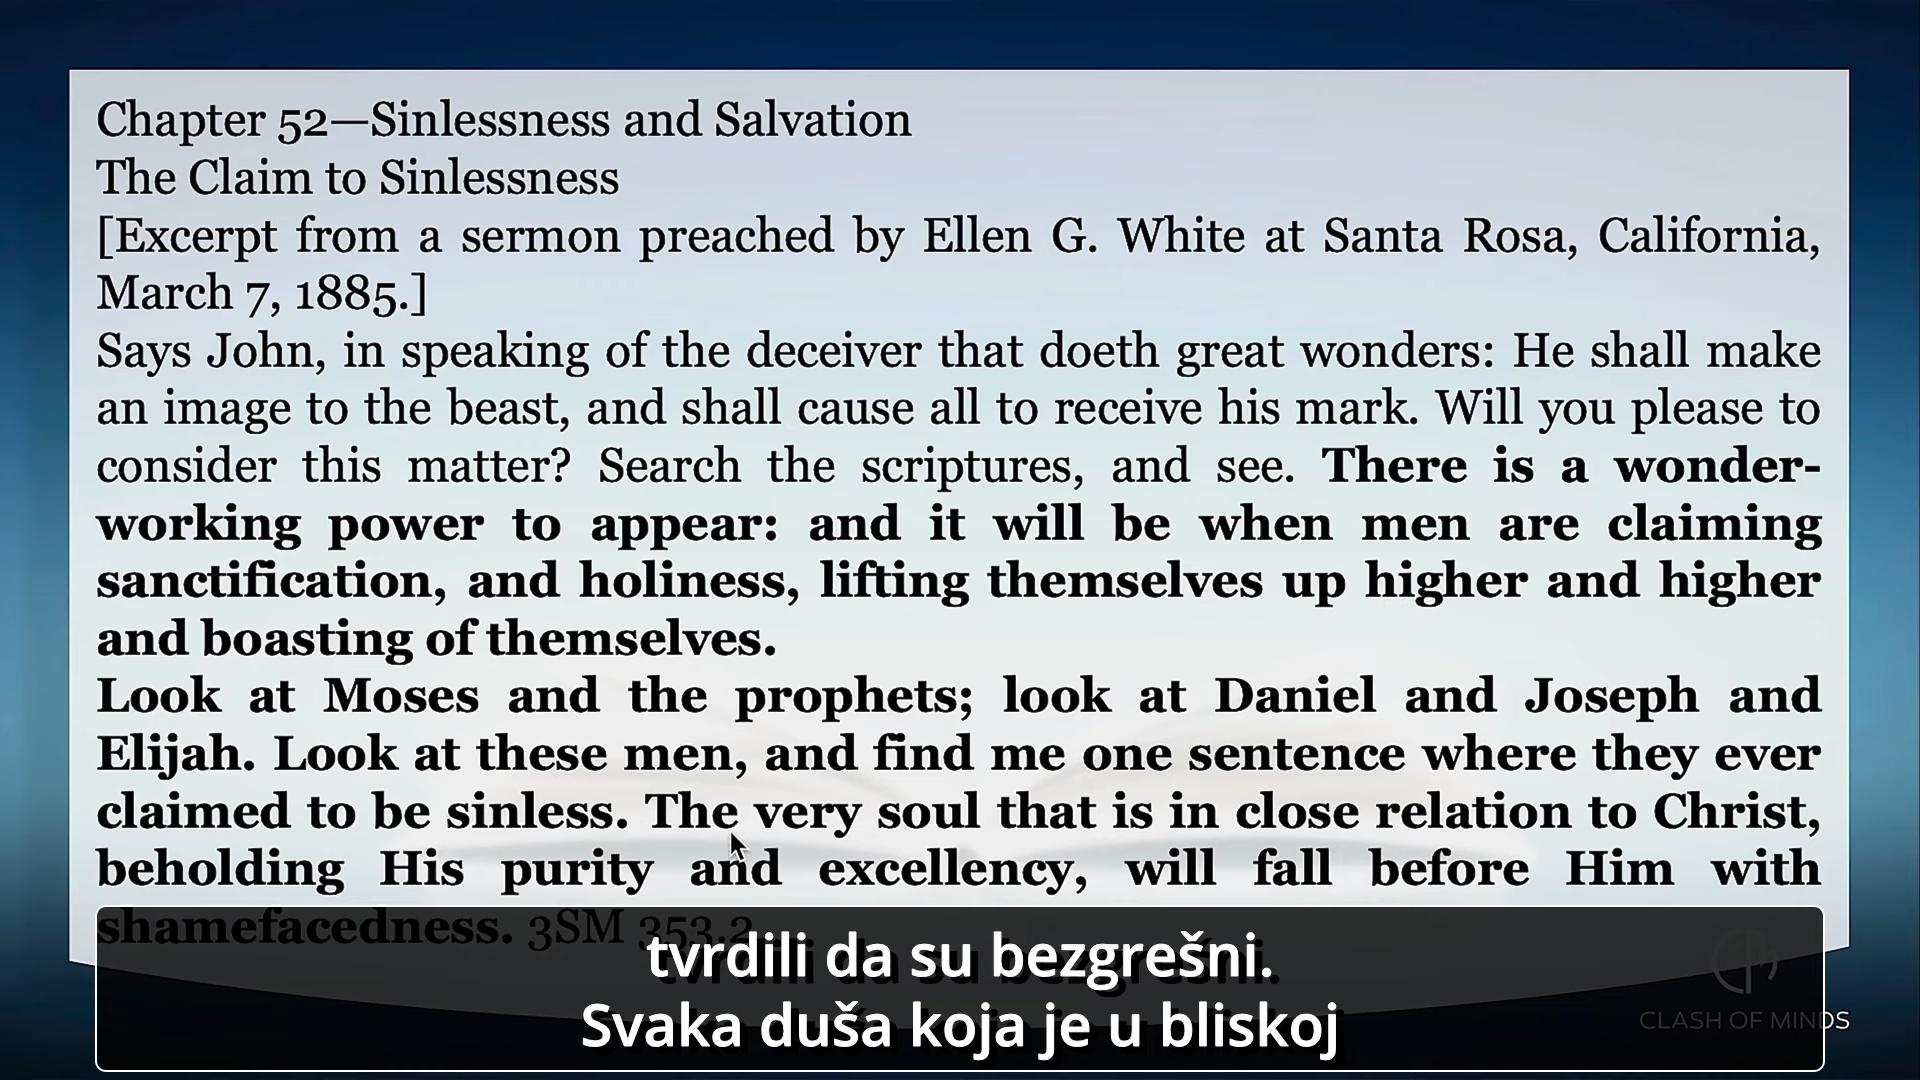 Chapter 52—Sinlessness and Salvation
The Claim to Sinlessness
[Excerpt from a sermon preached by Ellen G. White at Santa Rosa, California,
March 7, 1885.]
Says John, in speaking of the deceiver that doeth great wonders: He shall make
an image to the beast, and shall cause all to receive his mark. Will you please to
consider this matter? Search the scriptures, and see. There is a wonder-
working power to appear: and it will be when men are claiming
sanctification, and holiness, lifting themselves up higher and higher
and boasting of themselves.
Look at Moses and the prophets; look at Daniel and Joseph and
Elijah. Look at these men, and find me one sentence where they ever
claimed to be sinless. The very soul that is in close relation to Christ,
beholding His purity and excellency, will fall before Him with
shamefacedness. 3SM 353.2
tvrdili da su bezgrešni.
Svaka duša koja je u bliskoj
CLASH OF MINDS